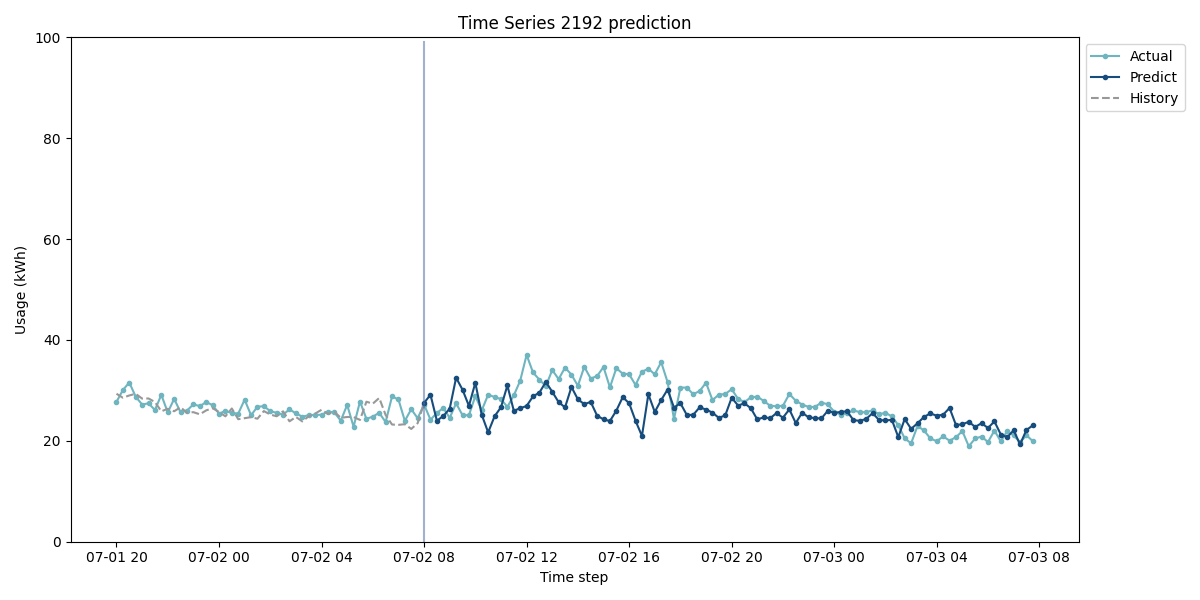 Time Series 2192 prediction
100
80
60
40
20
0
Usage (kWh)
07-01 20
07-02 00
07-02 04
07-02 08
07-02 12
07-02 16
07-02 20
07-03 00
07-03 04
07-03 08
Time step
Actual
Predict
History